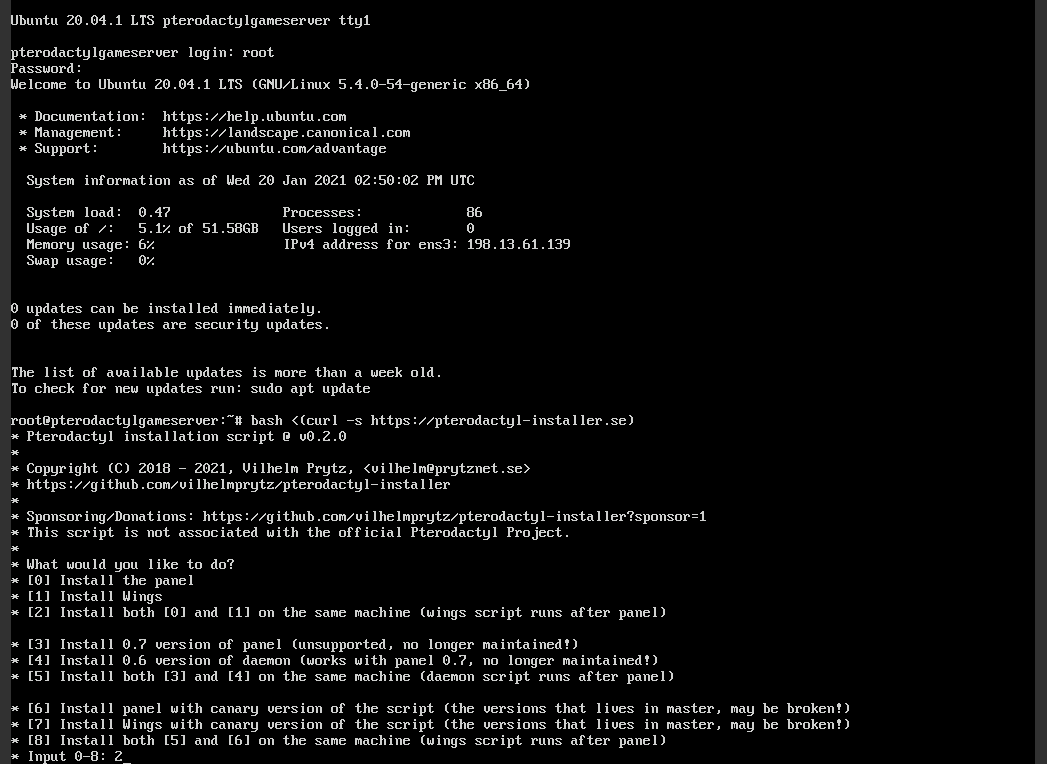 Ubuntu 20.04.1 LTS pterodactylgameserver tty1
pterodactylgameserver login: root
Password:
Welcome to Ubuntu 20.04.1 LTS (GNU/Linux 5.4.0-54-generic x86_64)
* Documentation:  https://help.ubuntu.com
* Management:     https://landscape.canonical.com
* Support:        https://ubuntu.com/advantage
System information as of Wed 20 Jan 2021 02:50:02 PM UTC
System load:  0.47              Processes:             86
Usage of /:   5.1% of 51.58GB   Users logged in:       0
Memory usage: 6%                IPv4 address for ens3: 198.13.61.139
Swap usage:   0%
0 updates can be installed immediately.
0 of these updates are security updates.
The list of available updates is more than a week old.
To check for new updates run: sudo apt update
root@pterodactylgameserver:~# bash <(curl -s https://pterodactyl-installer.se)
* Pterodactyl installation script @ v0.2.0
*
* Copyright (C) 2018 - 2021, Vilhelm Prytz, <vilhelm@prytznet.se>
* https://github.com/vilhelmprytz/pterodactyl-installer
*
* Sponsoring/Donations: https://github.com/vilhelmprytz/pterodactyl-installer?sponsor=1
* This script is not associated with the official Pterodactyl Project.
*
* What would you like to do?
* [0] Install the panel
* [1] Install Wings
* [2] Install both [0] and [1] on the same machine (wings script runs after panel)
* [3] Install 0.7 version of panel (unsupported, no longer maintained!)
* [4] Install 0.6 version of daemon (works with panel 0.7, no longer maintained!)
* [5] Install both [3] and [4] on the same machine (daemon script runs after panel)
* [6] Install panel with canary version of the script (the versions that lives in master, may be broken!)
* [7] Install Wings with canary version of the script (the versions that lives in master, may be broken!)
* [8] Install both [5] and [6] on the same machine (wings script runs after panel)
* Input 0-8: 2_